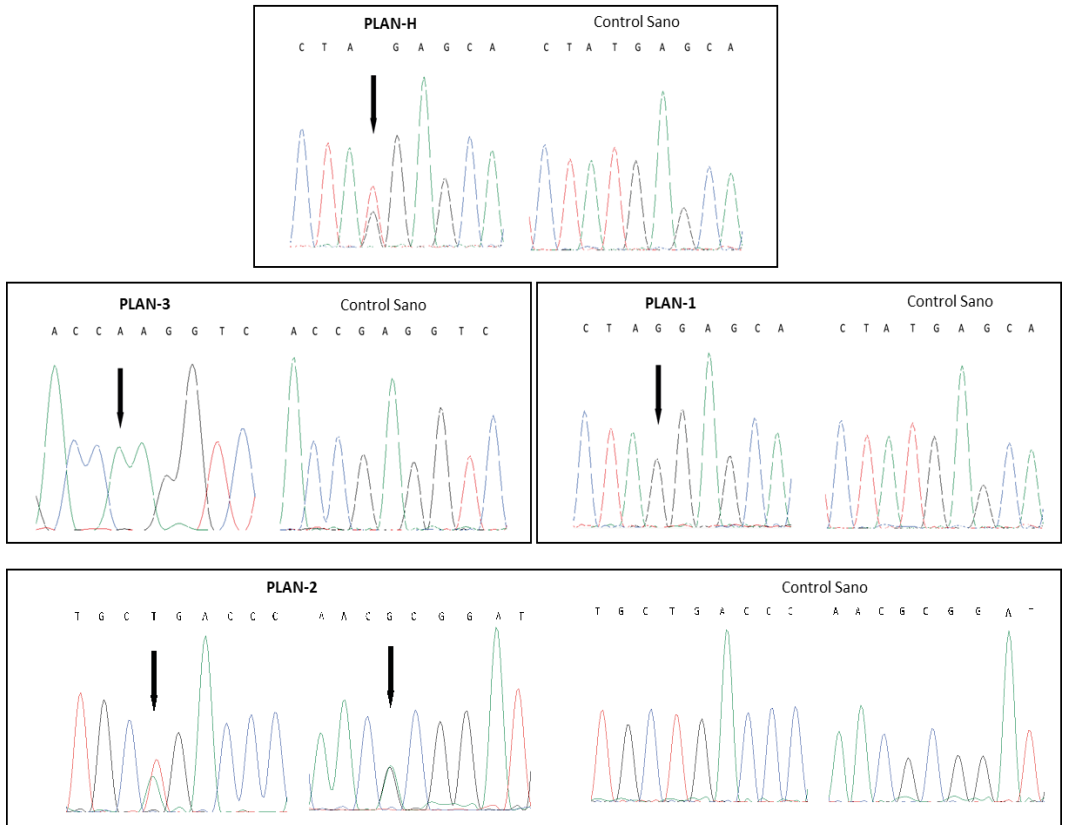 PLAN-H Control Sano
C T A G A G C A C T A T G A G C A
PLAN-3 Control Sano
A C C A A G G T C A C C G A G G T C
PLAN-1 Control Sano
C T A G G A G C A C T A T G A G C A
PLAN-2 Control Sano
T G C T G A C C C A A C G C G G A T T G C T G A C C C A A C G C G G A T